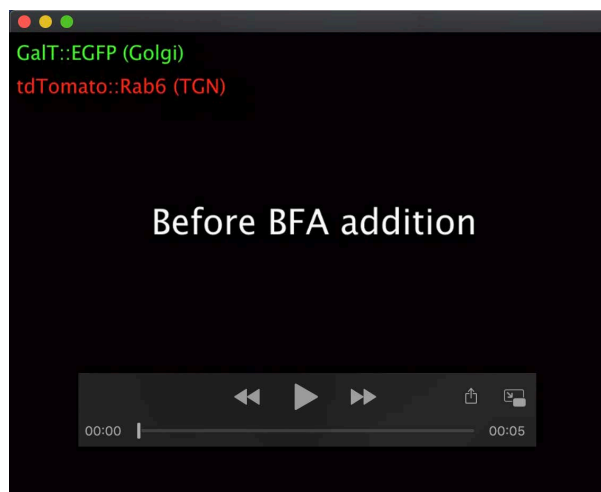 GalT::EGFP (Golgi)
tdTomato::Rab6 (TGN)
Before BFA addition
00:00
00:05